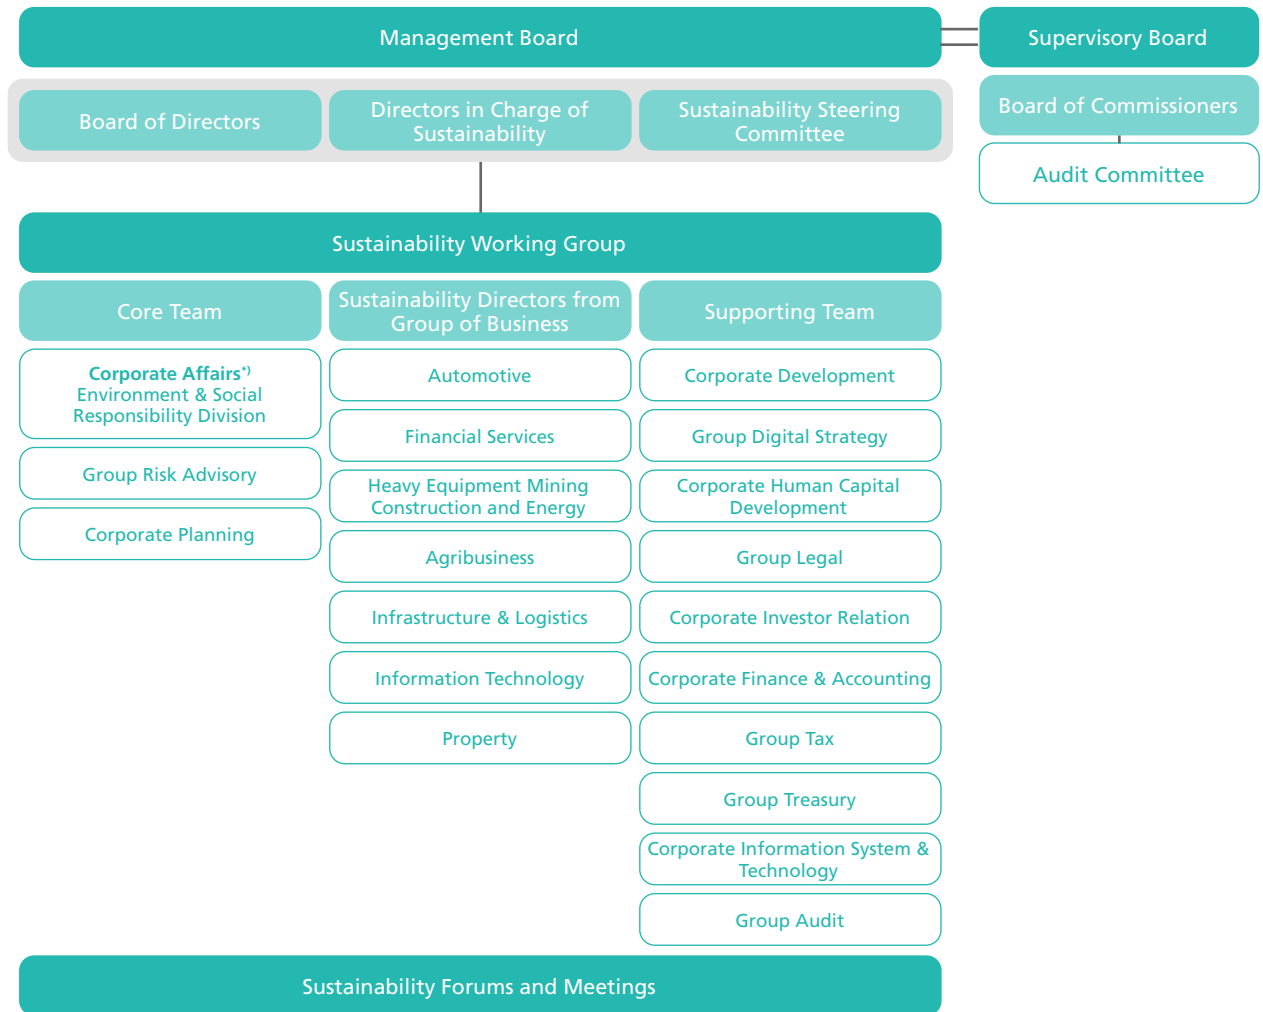 Management Board
Supervisory Board
Board of Directors
Directors in Charge of
Sustainability
Sustainability Steering
Committee
Board of Commissioners
Audit Committee
Sustainability Working Group
Core Team
Corporate Affairs*)
Environment & Social
Responsibility Division
Group Risk Advisory
Corporate Planning
Sustainability Directors from
Group of Business
Automotive
Financial Services
Heavy Equipment Mining
Construction and Energy
Agribusiness
Infrastructure & Logistics
Information Technology
Property
Supporting Team
Corporate Development
Group Digital Strategy
Corporate Human Capital
Development
Group Legal
Corporate Investor Relation
Corporate Finance & Accounting
Group Tax
Group Treasury
Corporate Information System &
Technology
Group Audit
Sustainability Forums and Meetings